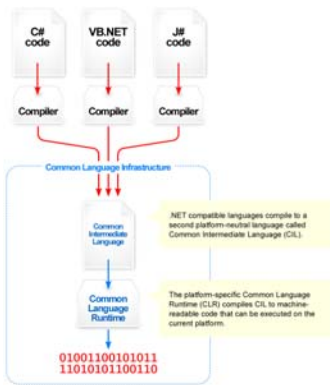 C#
code
VB.NET
code
J#
code
Compiler
Compiler
Compiler
Common Language Infrastructure
Common
Intermediate
Language
.NET compatible languages compile to a
second platform-neutral language called
Common Intermediate Language (CIL).
Common
Language
Runtime
The platform-specific Common Language
Runtime (CLR) compiles CIL to machine-
readable code that can be executed on the
current platform.
01001100101011
11010101100110